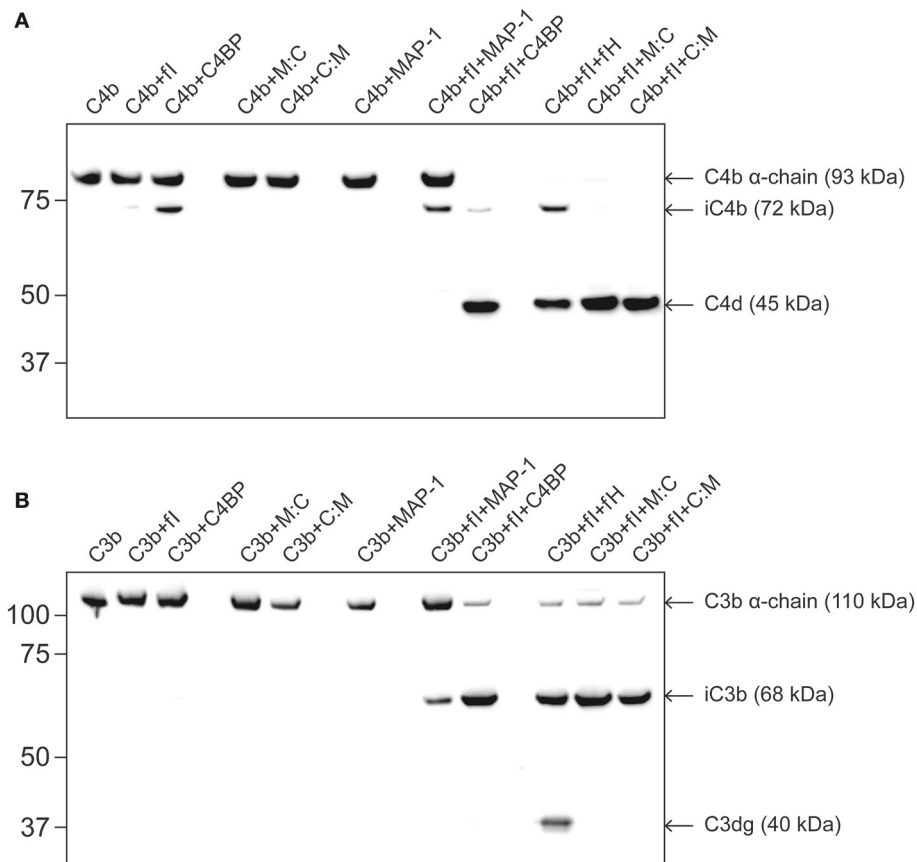 A
C4b
C4b+fI
C4b+C4BP
C4b+M:C
C4b+C:M
C4b+MAP-1
C4b+fI+MAP-1
C4b+fI+C4BP
C4b+fI+fH
C4b+fI+M:C
C4b+fI+C:M
75
50
37
← C4b α-chain (93 kDa)
← iC4b (72 kDa)
← C4d (45 kDa)
B
C3b
C3b+fI
C3b+C4BP
C3b+M:C
C3b+C:M
C3b+MAP-1
C3b+fI+MAP-1
C3b+fI+C4BP
C3b+fI+fH
C3b+fI+M:C
C3b+fI+C:M
100
75
50
37
← C3b α-chain (110 kDa)
← iC3b (68 kDa)
← C3dg (40 kDa)